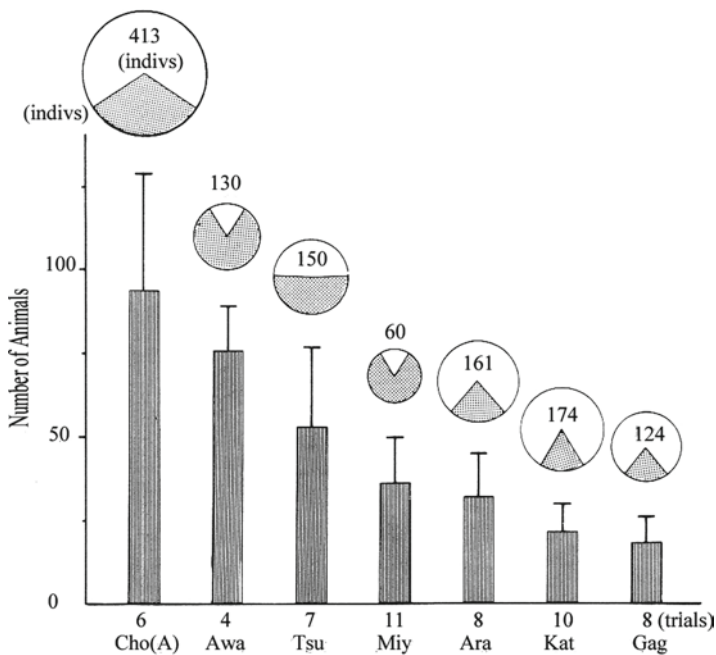 413
(indivs)
(indivs)
130
150
60
161
174
124
Number of Animals
100
50
0
6 4 7 11 8 10 8 (trials)
Cho(A) Awa Tsu Miy Ara Kat Gag